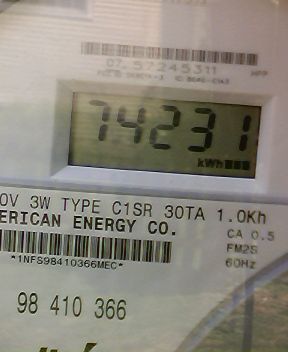 07. 57245311 MPP
74231
kWh
0V 3W TYPE C1SR 30TA 1.0Kh
ERICAN ENERGY CO.
CA 0.5
*1NFS98410366MEC*
FM2S
60Hz
98 410 366